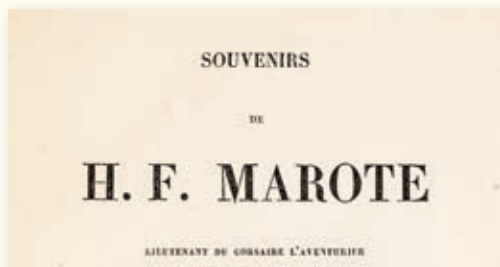 SOUVENIRS
DE
H. F. MAROTE
LIEUTENANT DU CORSAIRE L'AVENTURIER